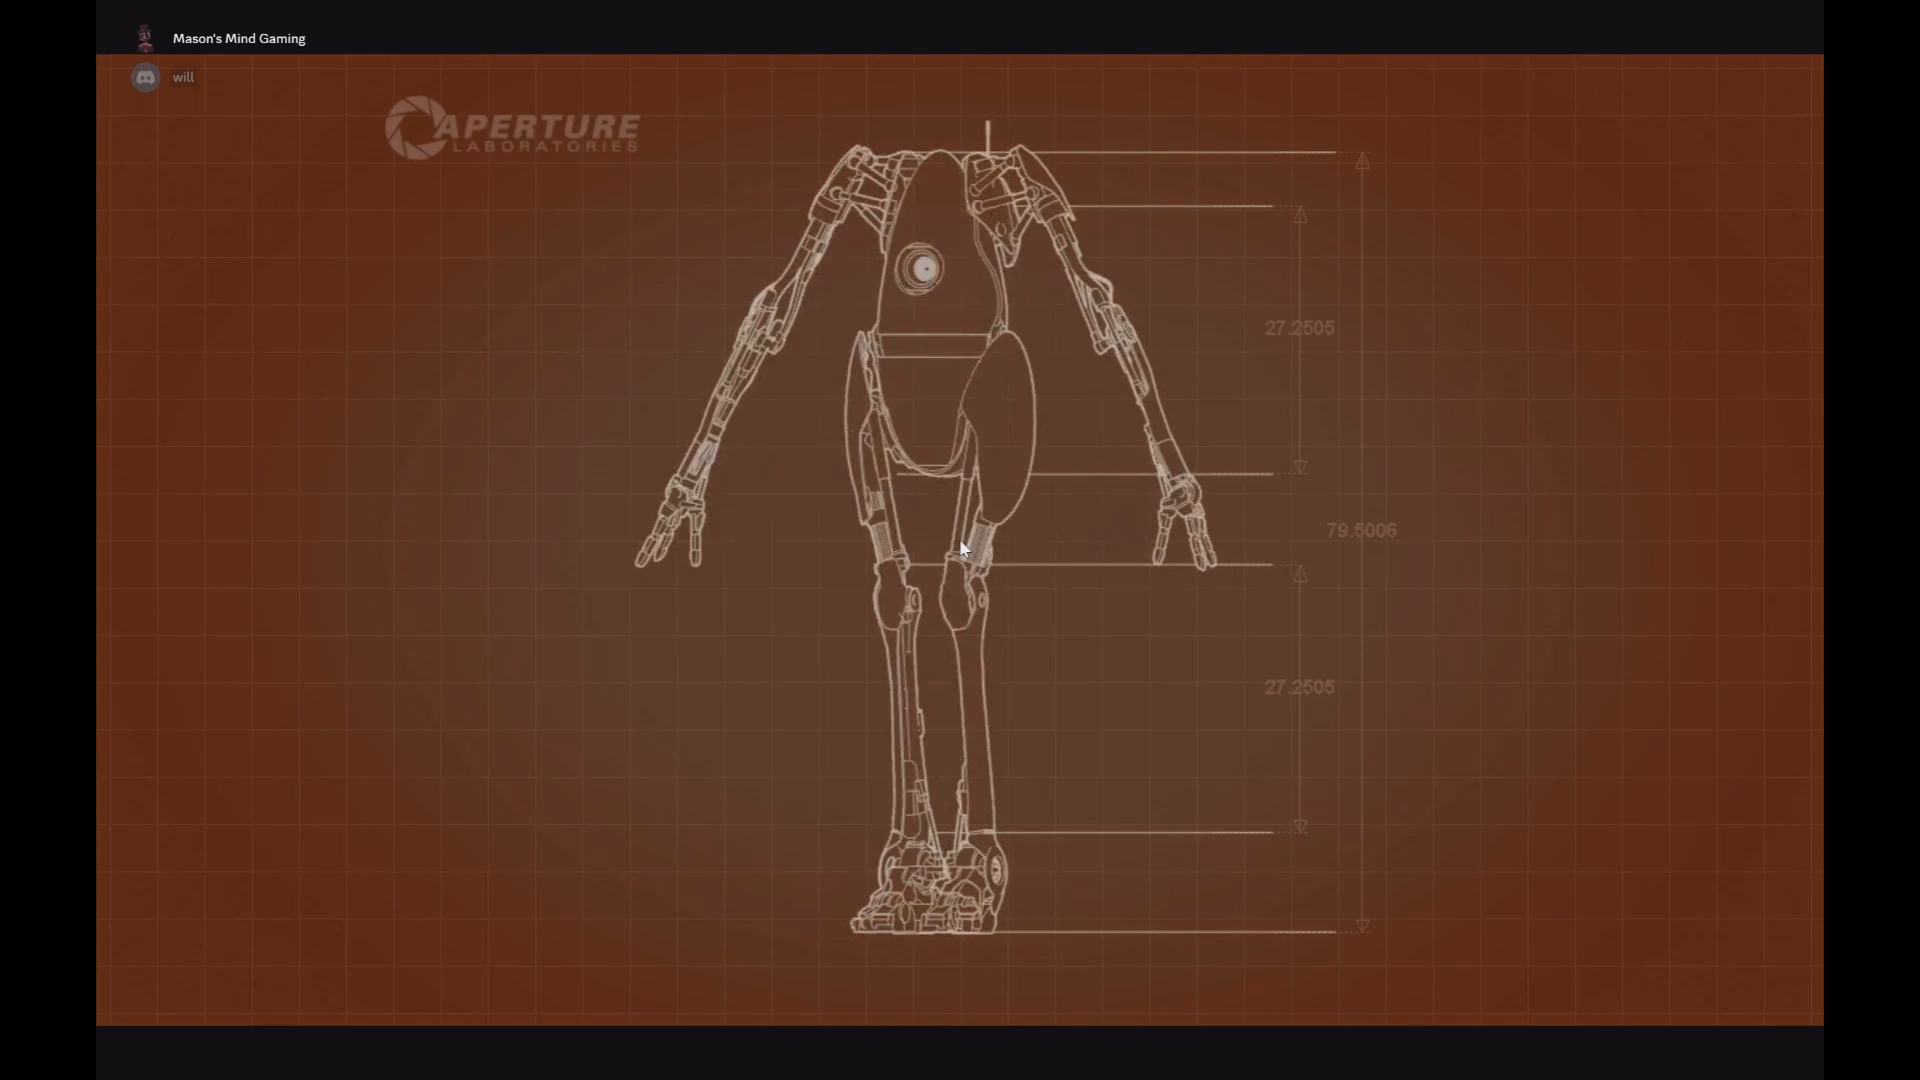 Mason's Mind Gaming
will
APERTURE
LABORATORIES
27.2505
79.5006
27.2505